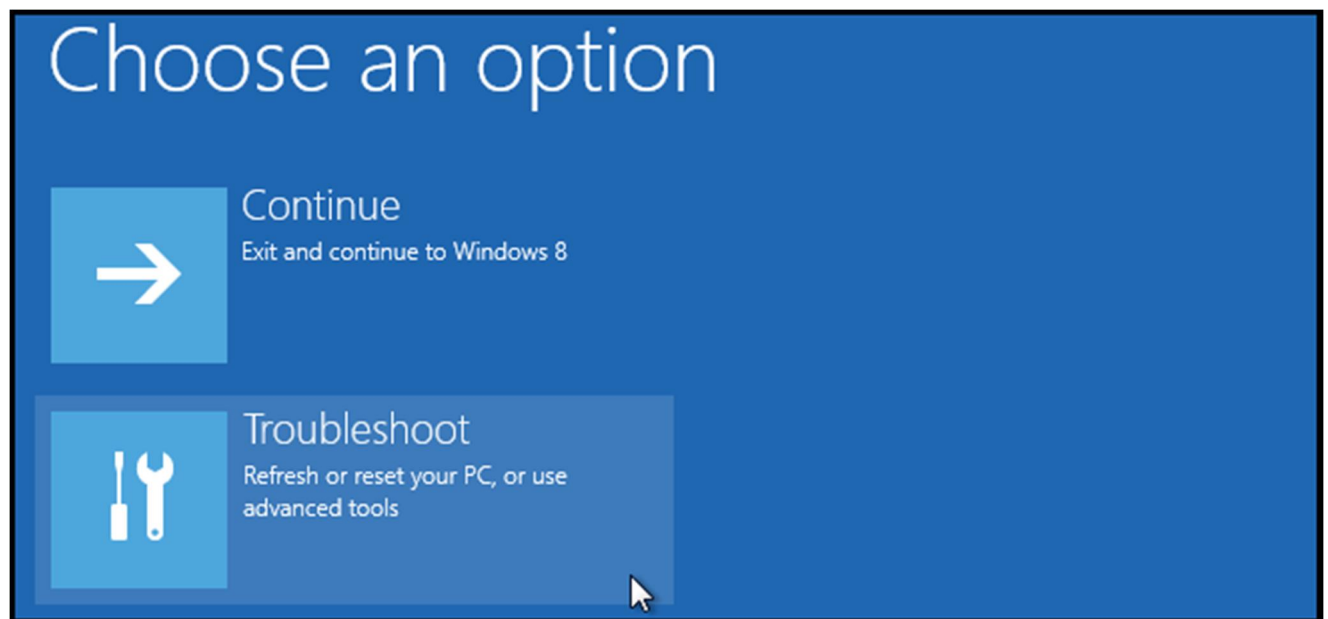 Choose an option
Continue
Exit and continue to Windows 8
Troubleshoot
Refresh or reset your PC, or use
advanced tools